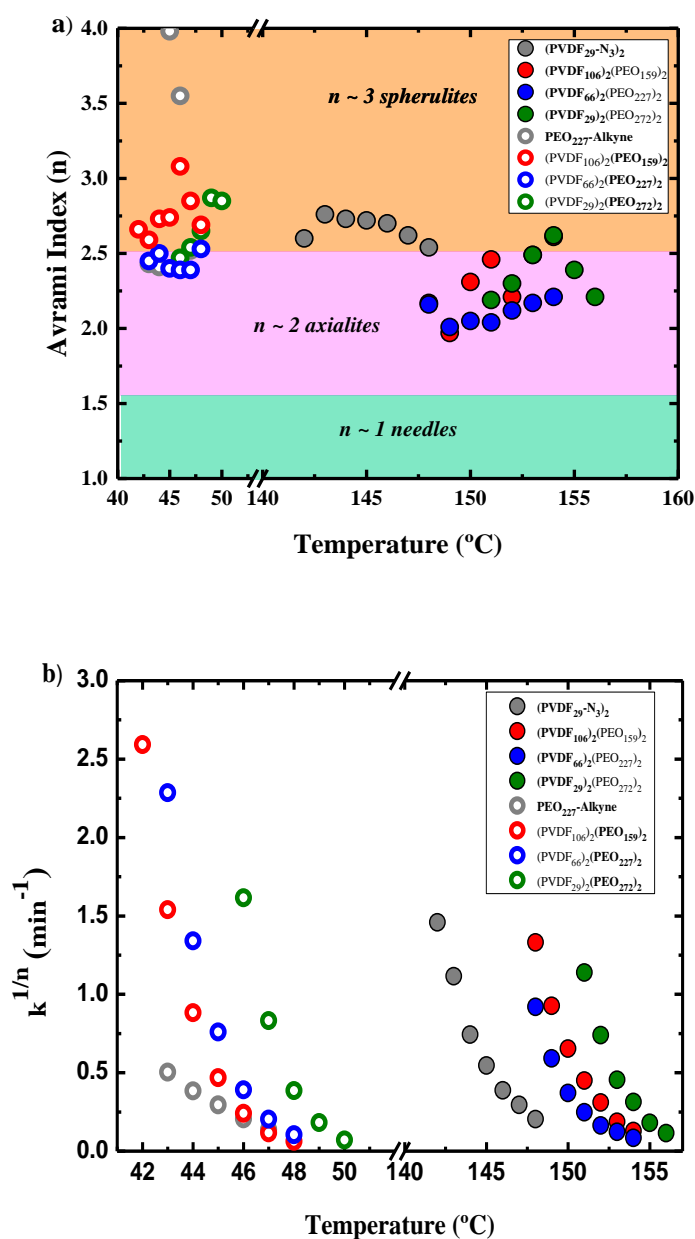 a)
4.0
3.5
3.0
2.5
2.0
1.5
1.0
Avrami Index (n)
n ~ 3 spherulites
n ~ 2 axialites
n ~ 1 needles
(PVDF29-N3)2
(PVDF106)2(PEO159)2
(PVDF66)2(PEO227)2
(PVDF29)2(PEO272)2
PEO227-Alkyne
(PVDF106)2(PEO159)2
(PVDF66)2(PEO227)2
(PVDF29)2(PEO272)2
40 45 50 140 145 150 155 160
Temperature (ºC)
b)
3.0
2.5
2.0
1.5
1.0
0.5
0.0
k^1/n (min^-1)
(PVDF29-N3)2
(PVDF106)2(PEO159)2
(PVDF66)2(PEO227)2
(PVDF29)2(PEO272)2
PEO227-Alkyne
(PVDF106)2(PEO159)2
(PVDF66)2(PEO227)2
(PVDF29)2(PEO272)2
42 44 46 48 50 140 145 150 155
Temperature (ºC)